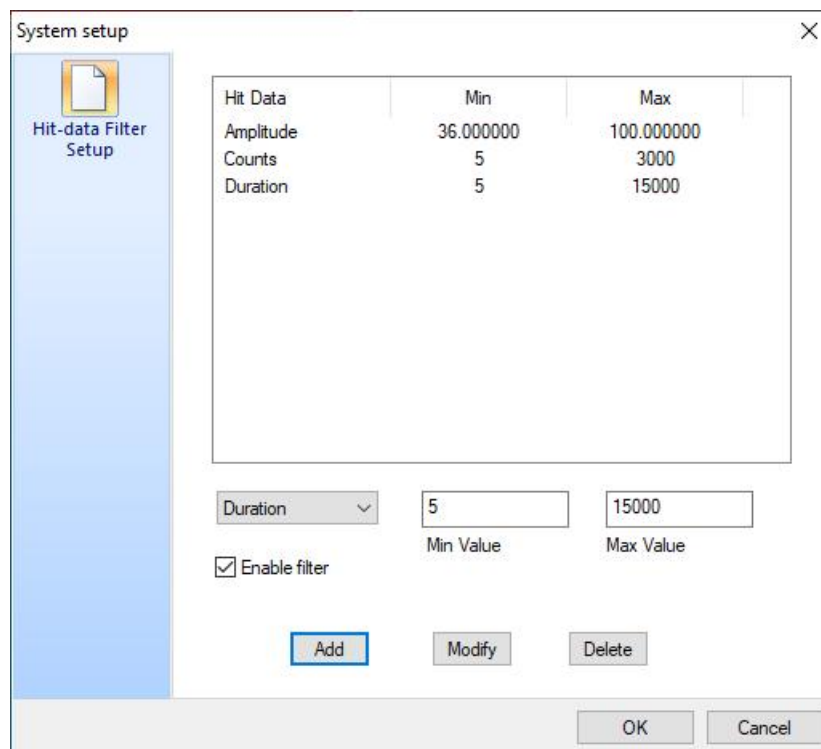 System setup
Hit-data Filter
Setup
Hit Data Min Max
Amplitude 36.000000 100.000000
Counts 5 3000
Duration 5 15000
Duration 5 15000
Min Value Max Value
Enable filter
Add Modify Delete
OK Cancel